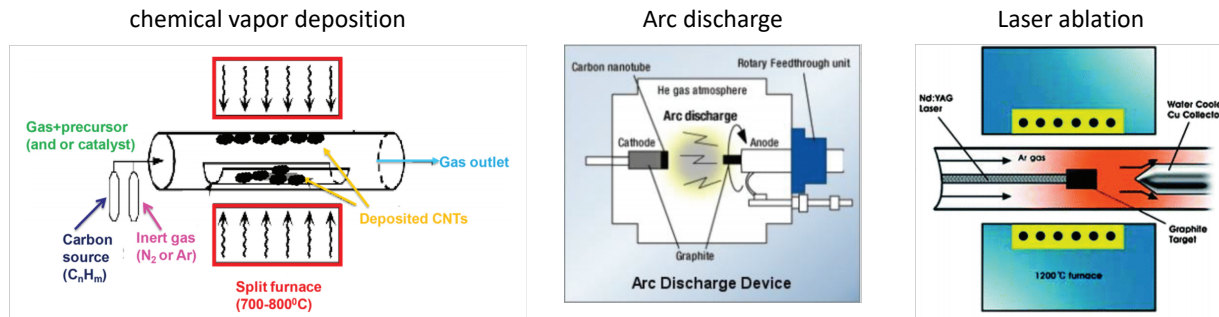 chemical vapor deposition
Gas+precursor
(and or catalyst)
Gas outlet
Deposited CNTs
Carbon
source
(CnHm)
Inert gas
(N2 or Ar)
Split furnace
(700-800⁰C)
Arc discharge
Carbon nanotube
Rotary Feedthrough unit
He gas atmosphere
Arc discharge
Cathode
Anode
Graphite
Arc Discharge Device
Laser ablation
Nd:YAG
Laser
Water Coole
Cu Collecto
Ar gas
Graphite
Target
1200℃ furnace